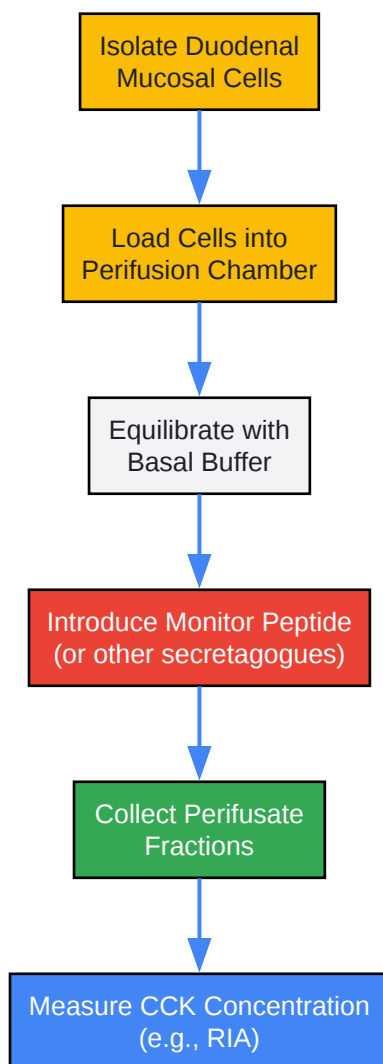 Isolate Duodenal
Mucosal Cells
Load Cells into
Perifusion Chamber
Equilibrate with
Basal Buffer
Introduce Monitor Peptide
(or other secretagogues)
Collect Perifusate
Fractions
Measure CCK Concentration
(e.g., RIA)